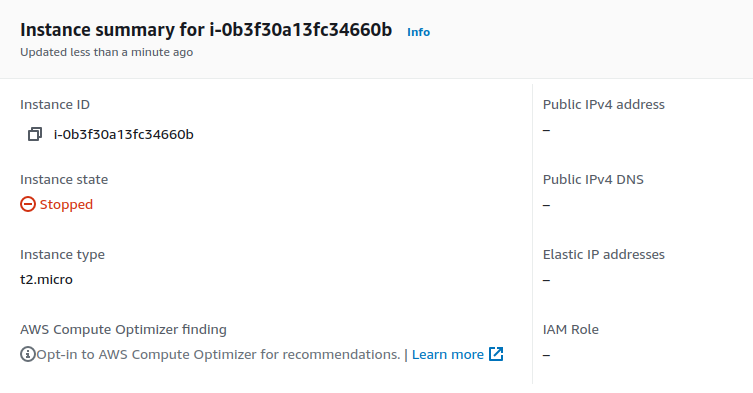 Instance summary for i-0b3f30a13fc34660b Info
Updated less than a minute ago
Instance ID
i-0b3f30a13fc34660b
Instance state
Stopped
Instance type
t2.micro
AWS Compute Optimizer finding
Opt-in to AWS Compute Optimizer for recommendations. | Learn more
Public IPv4 address
–
Public IPv4 DNS
–
Elastic IP addresses
–
IAM Role
–